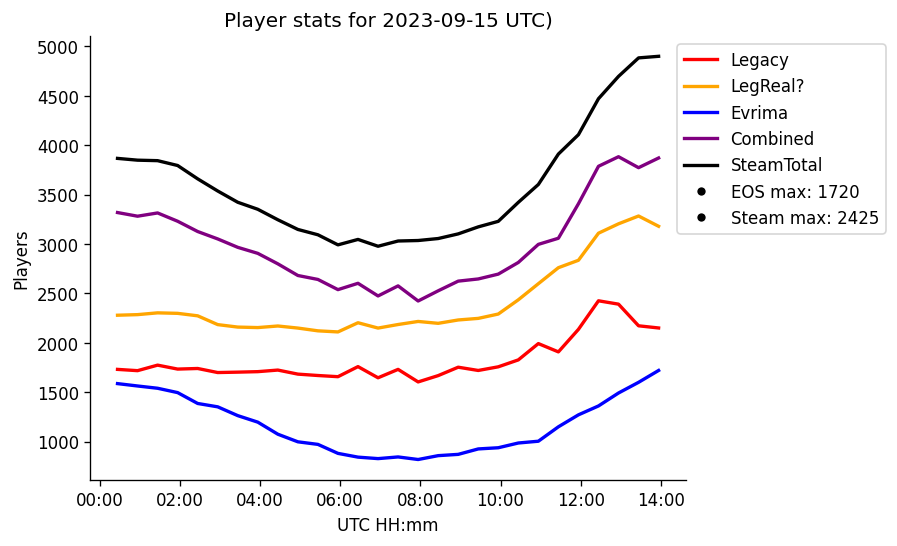 Player stats for 2023-09-15 UTC)
5000
4500
4000
3500
3000
2500
2000
1500
1000
Players
00:00 02:00 04:00 06:00 08:00 10:00 12:00 14:00
UTC HH:mm
Legacy
LegReal?
Evrima
Combined
SteamTotal
EOS max: 1720
Steam max: 2425